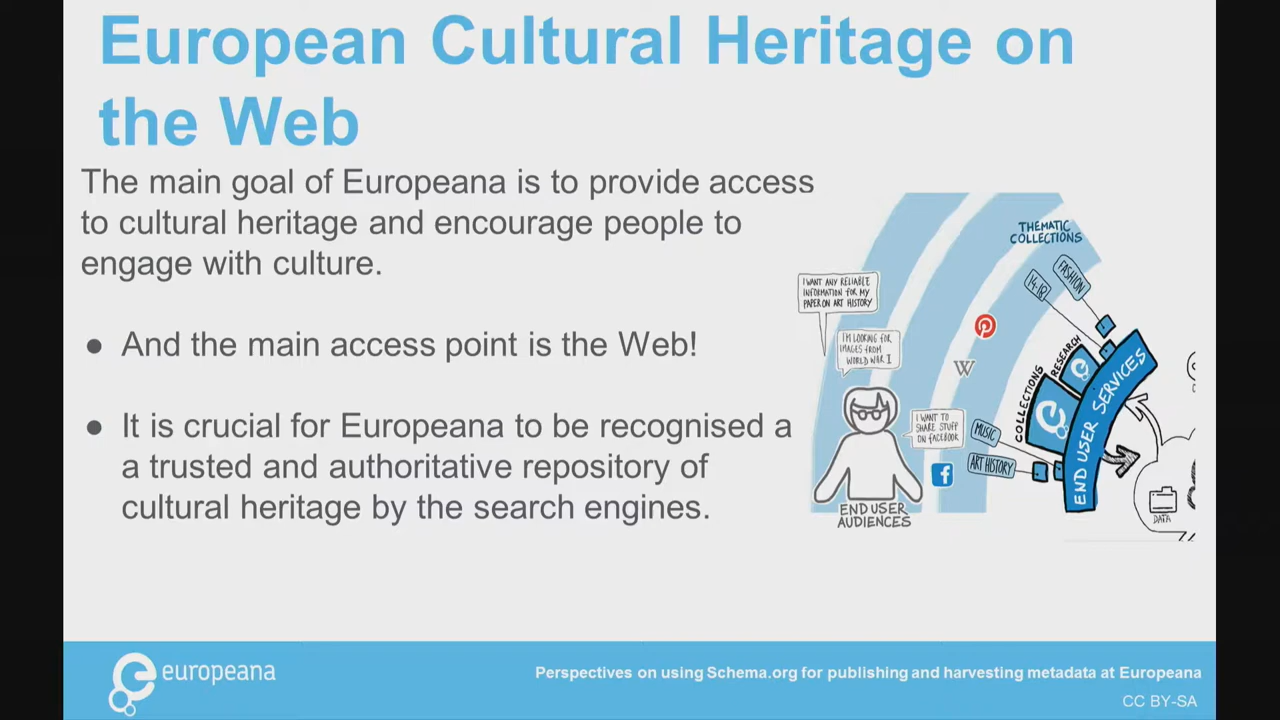 European Cultural Heritage on
the Web
The main goal of Europeana is to provide access
to cultural heritage and encourage people to
engage with culture.
● And the main access point is the Web!
● It is crucial for Europeana to be recognised a
a trusted and authoritative repository of
cultural heritage by the search engines.
THEMATIC
COLLECTIONS
FASHION
14-18
I WANT ANY RELIABLE
INFORMATION FOR MY
PAPER ON ART HISTORY
I'M LOOKING FOR
IMAGES FROM
WORLD WAR I
W
RESEARCH
COLLECTIONS
END USER SERVICES
I WANT TO
SHARE STUFF
ON FACEBOOK
MUSIC
ART HISTORY
DATA
END USER
AUDIENCES
europeana
Perspectives on using Schema.org for publishing and harvesting metadata at Europeana
CC BY-SA